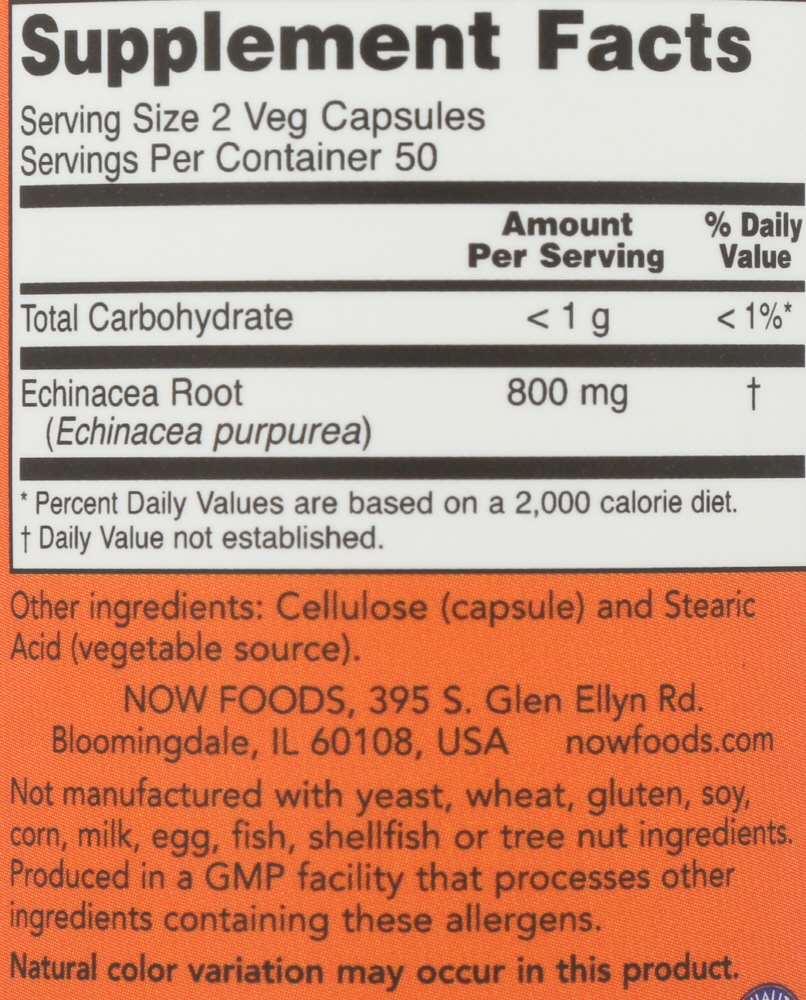 Supplement Facts
Serving Size 2 Veg Capsules
Servings Per Container 50
Amount Per Serving
% Daily Value
Total Carbohydrate < 1 g < 1%*
Echinacea Root 800 mg †
(Echinacea purpurea)
* Percent Daily Values are based on a 2,000 calorie diet.
† Daily Value not established.
Other ingredients: Cellulose (capsule) and Stearic
Acid (vegetable source).
NOW FOODS, 395 S. Glen Ellyn Rd.
Bloomingdale, IL 60108, USA nowfoods.com
Not manufactured with yeast, wheat, gluten, soy,
corn, milk, egg, fish, shellfish or tree nut ingredients.
Produced in a GMP facility that processes other
ingredients containing these allergens.
Natural color variation may occur in this product.